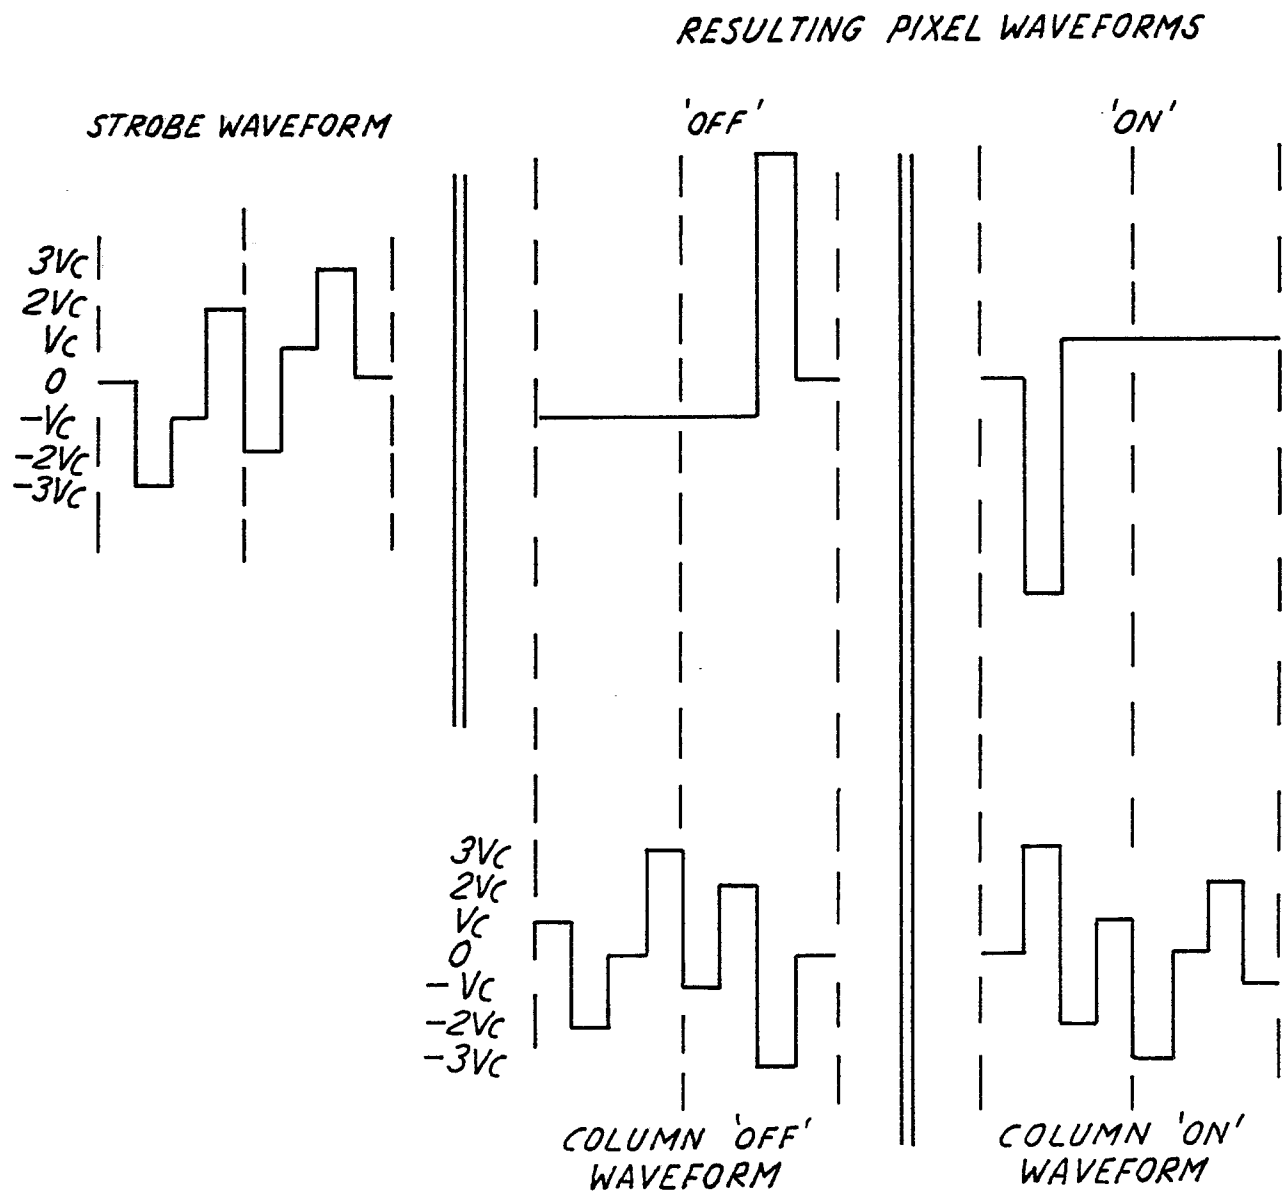 RESULTING PIXEL WAVEFORMS
STROBE WAVEFORM
'OFF'
'ON'
3VC
2VC
VC
0
-VC
-2VC
-3VC
3VC
2VC
VC
0
-VC
-2VC
-3VC
COLUMN 'OFF'
WAVEFORM
COLUMN 'ON'
WAVEFORM